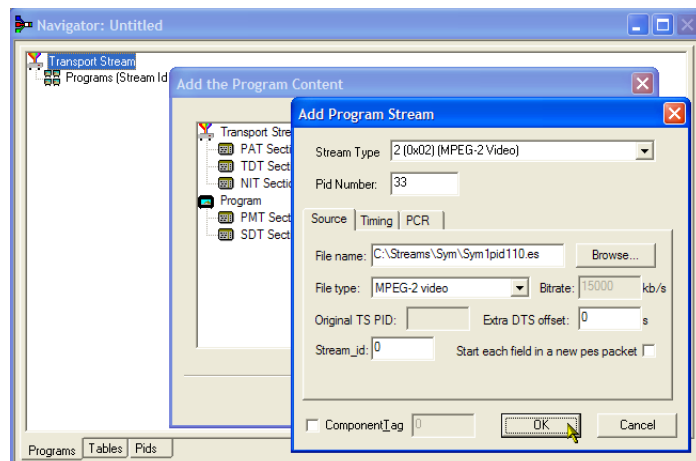 Navigator: Untitled
Transport Stream
Programs (Stream Id
Add the Program Content
Transport Stre
PAT Secti
TDT Sect
NIT Sectio
Program
PMT Sect
SDT Sect
Add Program Stream
Stream Type 2 (0x02) (MPEG-2 Video)
Pid Number: 33
Source Timing PCR
File name: C:\Streams\Sym\Sym1pid110.es Browse...
File type: MPEG-2 video Bitrate: 15000 kb/s
Original TS PID: Extra DTS offset: 0 s
Stream_id: 0 Start each field in a new pes packet
ComponentTag 0 OK Cancel
Programs Tables Pids